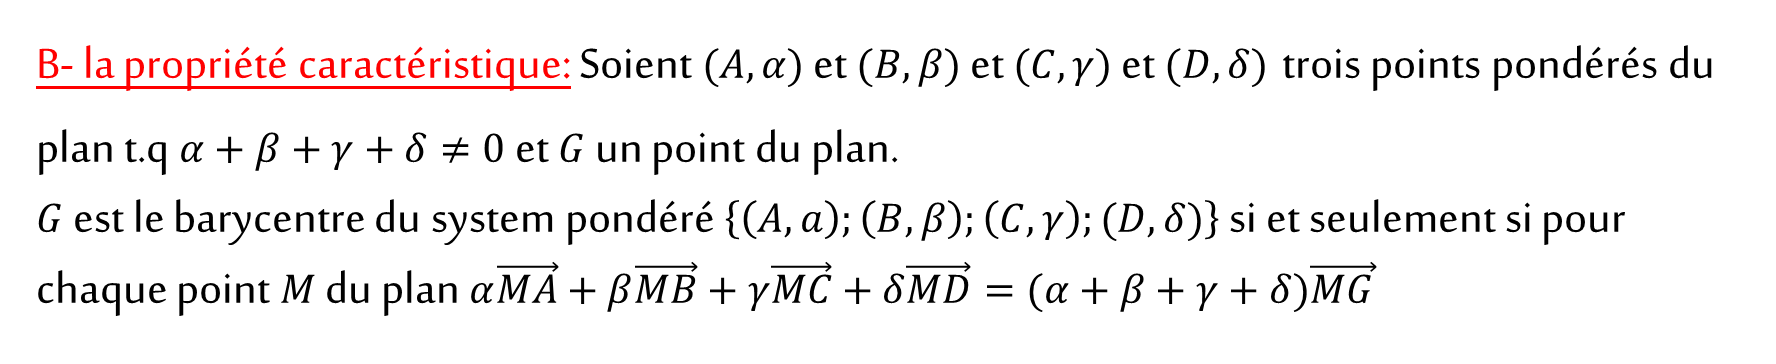 B- la propriété caractéristique: Soient (A, α) et (B, β) et (C, γ) et (D, δ) trois points pondérés du
plan t.q α + β + γ + δ ≠ 0 et G un point du plan.
G est le barycentre du system pondéré {(A, a); (B, β); (C, γ); (D, δ)} si et seulement si pour
chaque point M du plan α\overrightarrow{MA} + β\overrightarrow{MB} + γ\overrightarrow{MC} + δ\overrightarrow{MD} = (α + β + γ + δ)\overrightarrow{MG}